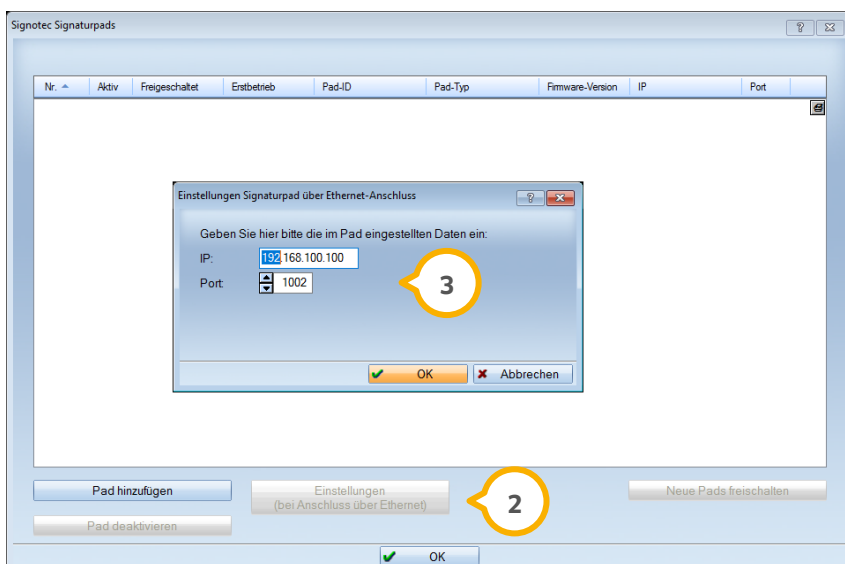 Signotec Signaturpads
Nr. Aktiv Freigeschaltet Erstbetrieb Pad-ID Pad-Typ Firmware-Version IP Port
Einstellungen Signaturpad über Ethernet-Anschluss
Geben Sie hier bitte die im Pad eingestellten Daten ein:
IP: 192.168.100.100
Port: 1002
3
OK Abbrechen
Pad hinzufügen Einstellungen Neue Pads freischalten
(bei Anschluss über Ethernet)
2
Pad deaktivieren
OK